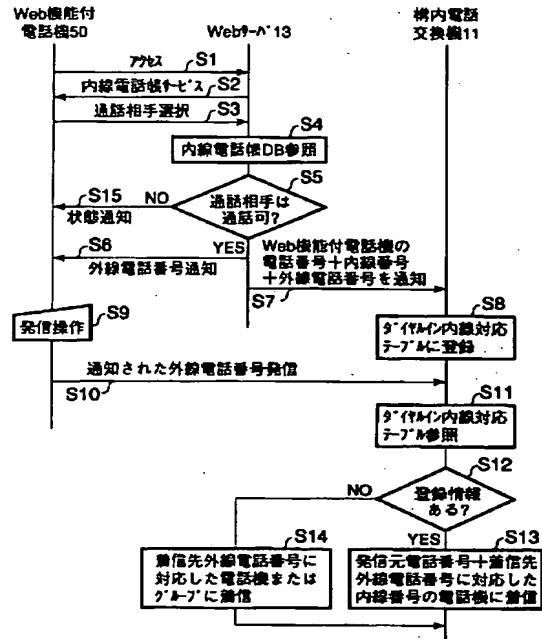 Web機能付
電話機50
Webサーバ13
構内電話
交換機11
アクセス
S1
内線電話帳サービス
S2
通話相手選択
S3
S4
内線電話帳DB参照
S5
通話相手は
通話可?
S15
NO
状態通知
S6
YES
外線電話番号通知
Web機能付電話機の
電話番号+内線番号
+外線電話番号を通知
S7
S8
ダイヤルイン内線対応
テーブルに登録
S9
発信操作
通知された外線電話番号発信
S10
S11
ダイヤルイン内線対応
テーブル参照
S12
登録情報
ある?
NO
YES
S14
着信先外線電話番号に
対応した電話機または
グループに着信
S13
発信元電話番号+着信先
外線電話番号に対応した
内線番号の電話機に着信